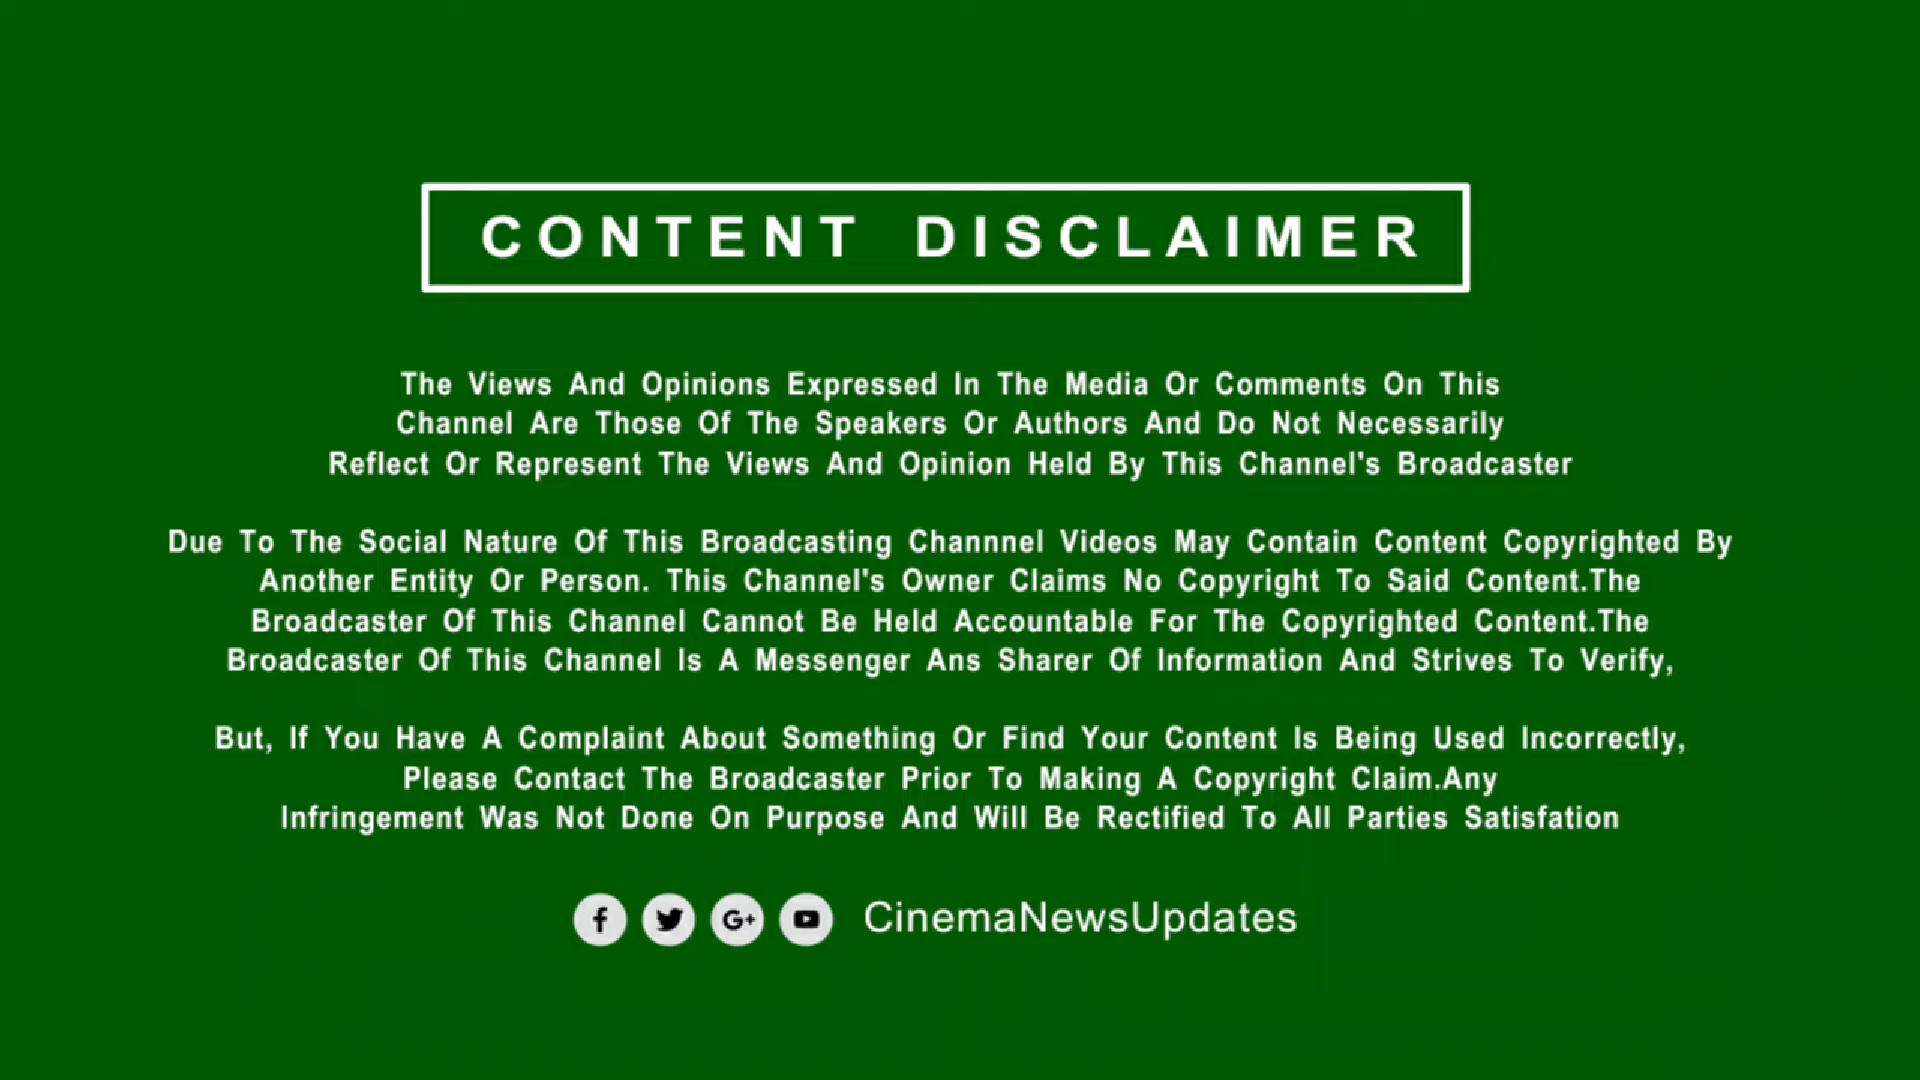 CONTENT DISCLAIMER
The Views And Opinions Expressed In The Media Or Comments On This
Channel Are Those Of The Speakers Or Authors And Do Not Necessarily
Reflect Or Represent The Views And Opinion Held By This Channel's Broadcaster
Due To The Social Nature Of This Broadcasting Channnel Videos May Contain Content Copyrighted By
Another Entity Or Person. This Channel's Owner Claims No Copyright To Said Content.The
Broadcaster Of This Channel Cannot Be Held Accountable For The Copyrighted Content.The
Broadcaster Of This Channel Is A Messenger Ans Sharer Of Information And Strives To Verify,
But, If You Have A Complaint About Something Or Find Your Content Is Being Used Incorrectly,
Please Contact The Broadcaster Prior To Making A Copyright Claim.Any
Infringement Was Not Done On Purpose And Will Be Rectified To All Parties Satisfation
CinemaNewsUpdates